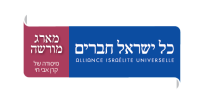 כל ישראל חברים
ALLIANCE ISRAÉLITE UNIVERSELLE
מארג
מורשה
מיסודה של
קרן אבי חי